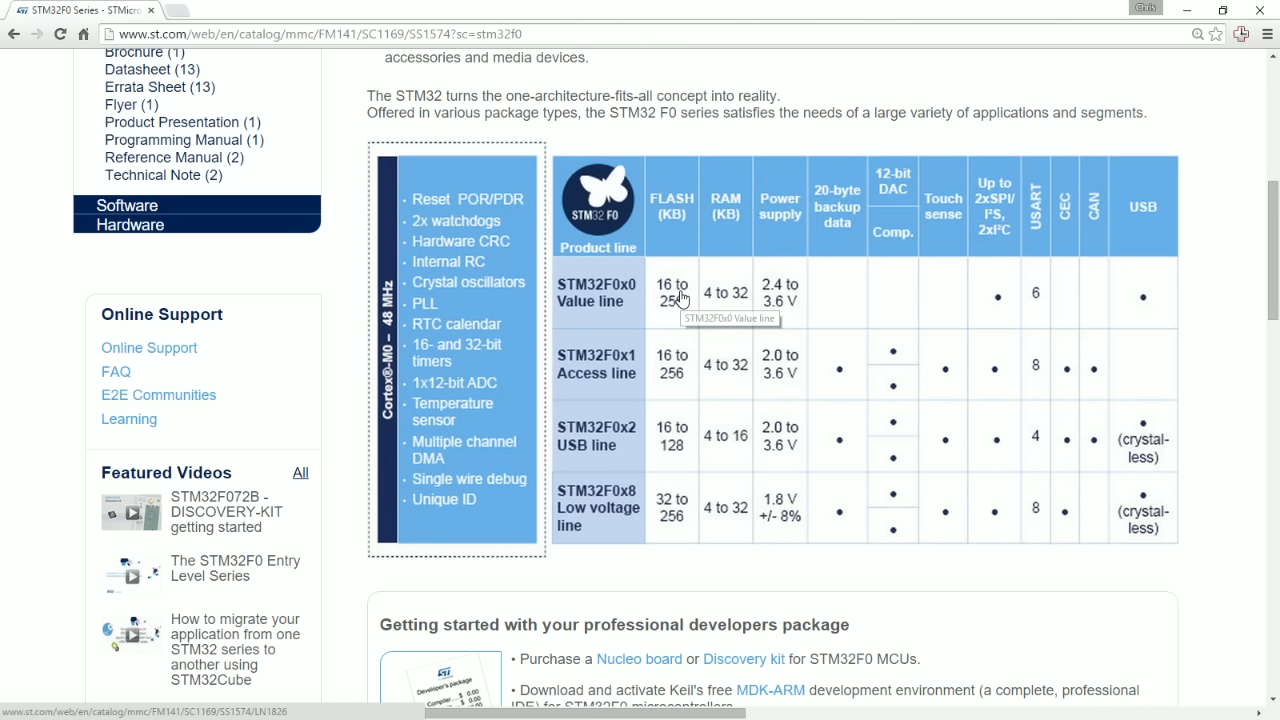 STM32F0 Series - STMicro
Chris
www.st.com/web/en/catalog/mmc/FM141/SC1169/SS1574?sc=stm32f0
Brochure (1)
Datasheet (13)
Errata Sheet (13)
Flyer (1)
Product Presentation (1)
Programming Manual (1)
Reference Manual (2)
Technical Note (2)
Software
Hardware
Online Support
Online Support
FAQ
E2E Communities
Learning
Featured Videos All
STM32F072B -
DISCOVERY-KIT
getting started
The STM32F0 Entry
Level Series
How to migrate your
application from one
STM32 series to
another using
STM32Cube
accessories and media devices.
The STM32 turns the one-architecture-fits-all concept into reality.
Offered in various package types, the STM32 F0 series satisfies the needs of a large variety of applications and segments.
Cortex®-M0 – 48 MHz
• Reset POR/PDR
• 2x watchdogs
• Hardware CRC
• Internal RC
• Crystal oscillators
• PLL
• RTC calendar
• 16- and 32-bit
timers
• 1x12-bit ADC
• Temperature
sensor
• Multiple channel
DMA
• Single wire debug
• Unique ID
STM32 F0
Product line
FLASH
(KB)
RAM
(KB)
Power
supply
20-byte
backup
data
12-bit
DAC
Comp.
Touch
sense
Up to
2xSPI/
I²S,
2xI²C
USART
CEC
CAN
USB
STM32F0x0
Value line
16 to
256
4 to 32
2.4 to
3.6 V
•
6
•
STM32F0x0 Value line
STM32F0x1
Access line
16 to
256
4 to 32
2.0 to
3.6 V
•
•
•
•
•
8
•
•
STM32F0x2
USB line
16 to
128
4 to 16
2.0 to
3.6 V
•
•
•
•
•
4
•
•
•
(crystal-
less)
STM32F0x8
Low voltage
line
32 to
256
4 to 32
1.8 V
+/- 8%
•
•
•
•
•
8
•
•
(crystal-
less)
Getting started with your professional developers package
Developer's package
Compiler... $ 0.00
• Purchase a Nucleo board or Discovery kit for STM32F0 MCUs.
• Download and activate Keil's free MDK-ARM development environment (a complete, professional
IDE) for STM32F0 microcontrollers
www.st.com/web/en/catalog/mmc/FM141/SC1169/SS1574/LN1826